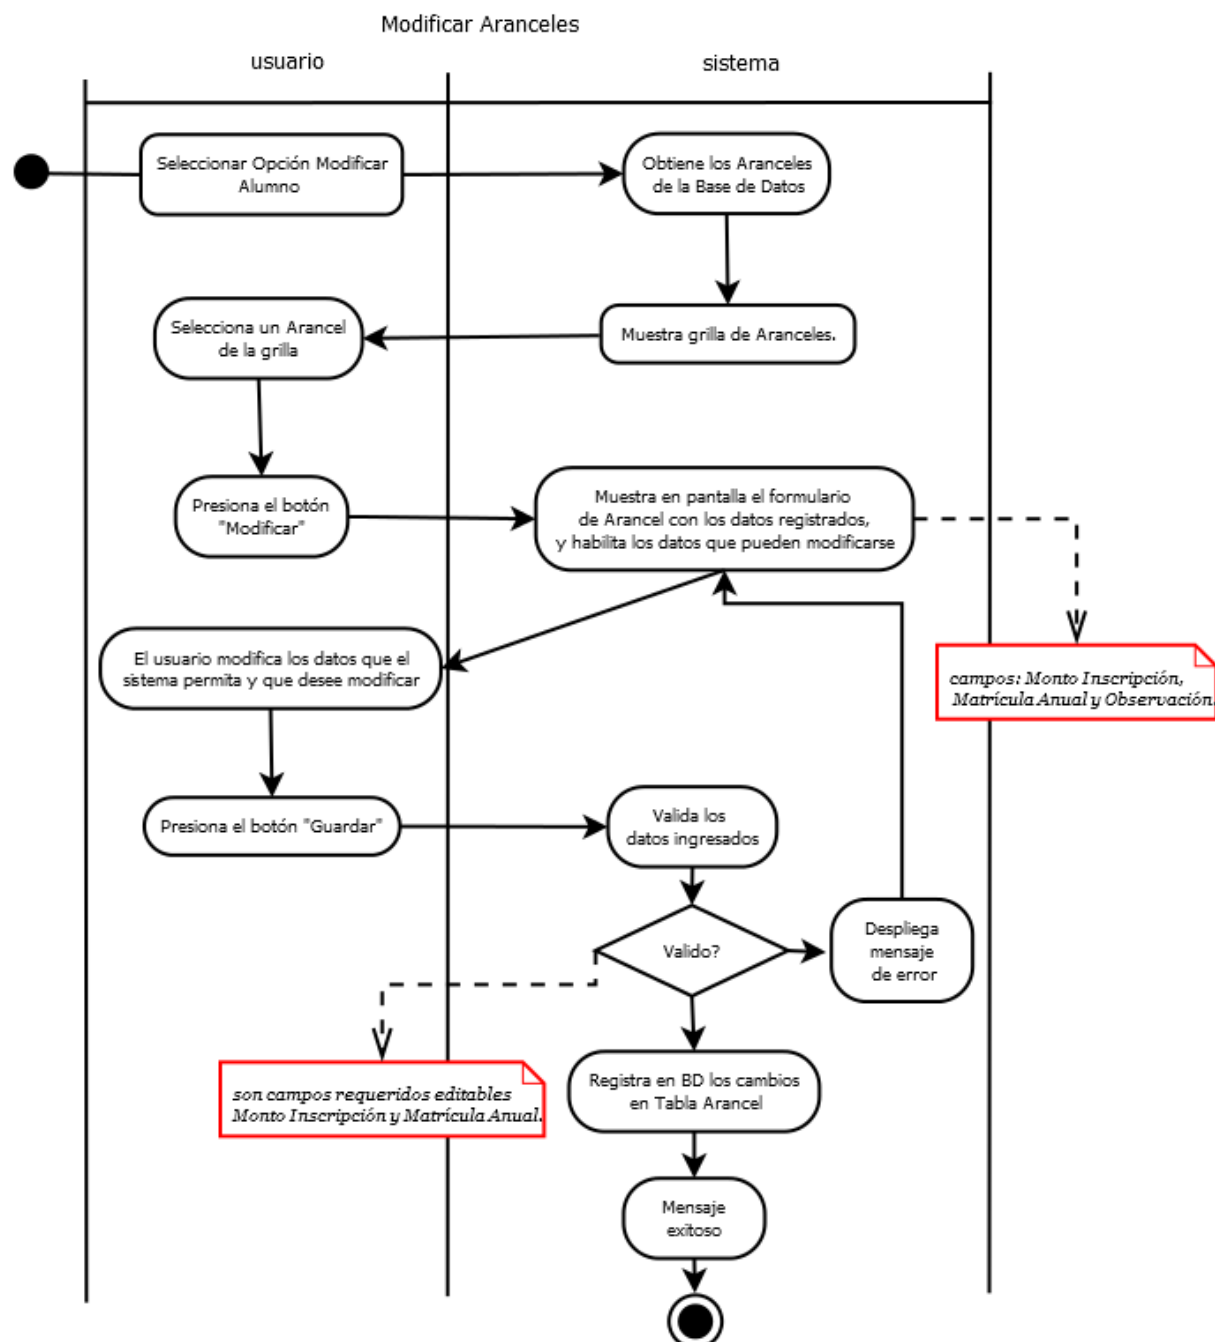 Modificar Aranceles
usuario
sistema
Seleccionar Opción Modificar
Alumno
Obtiene los Aranceles
de la Base de Datos
Selecciona un Arancel
de la grilla
Muestra grilla de Aranceles.
Presiona el botón
"Modificar"
Muestra en pantalla el formulario
de Arancel con los datos registrados,
y habilita los datos que pueden modificarse
El usuario modifica los datos que el
sistema permita y que desee modificar
campos: Monto Inscripción,
Matrícula Anual y Observación.
Presiona el botón "Guardar"
Valida los
datos ingresados
Valido?
Despliega
mensaje
de error
son campos requeridos editables
Monto Inscripción y Matrícula Anual.
Registra en BD los cambios
en Tabla Arancel
Mensaje
exitoso